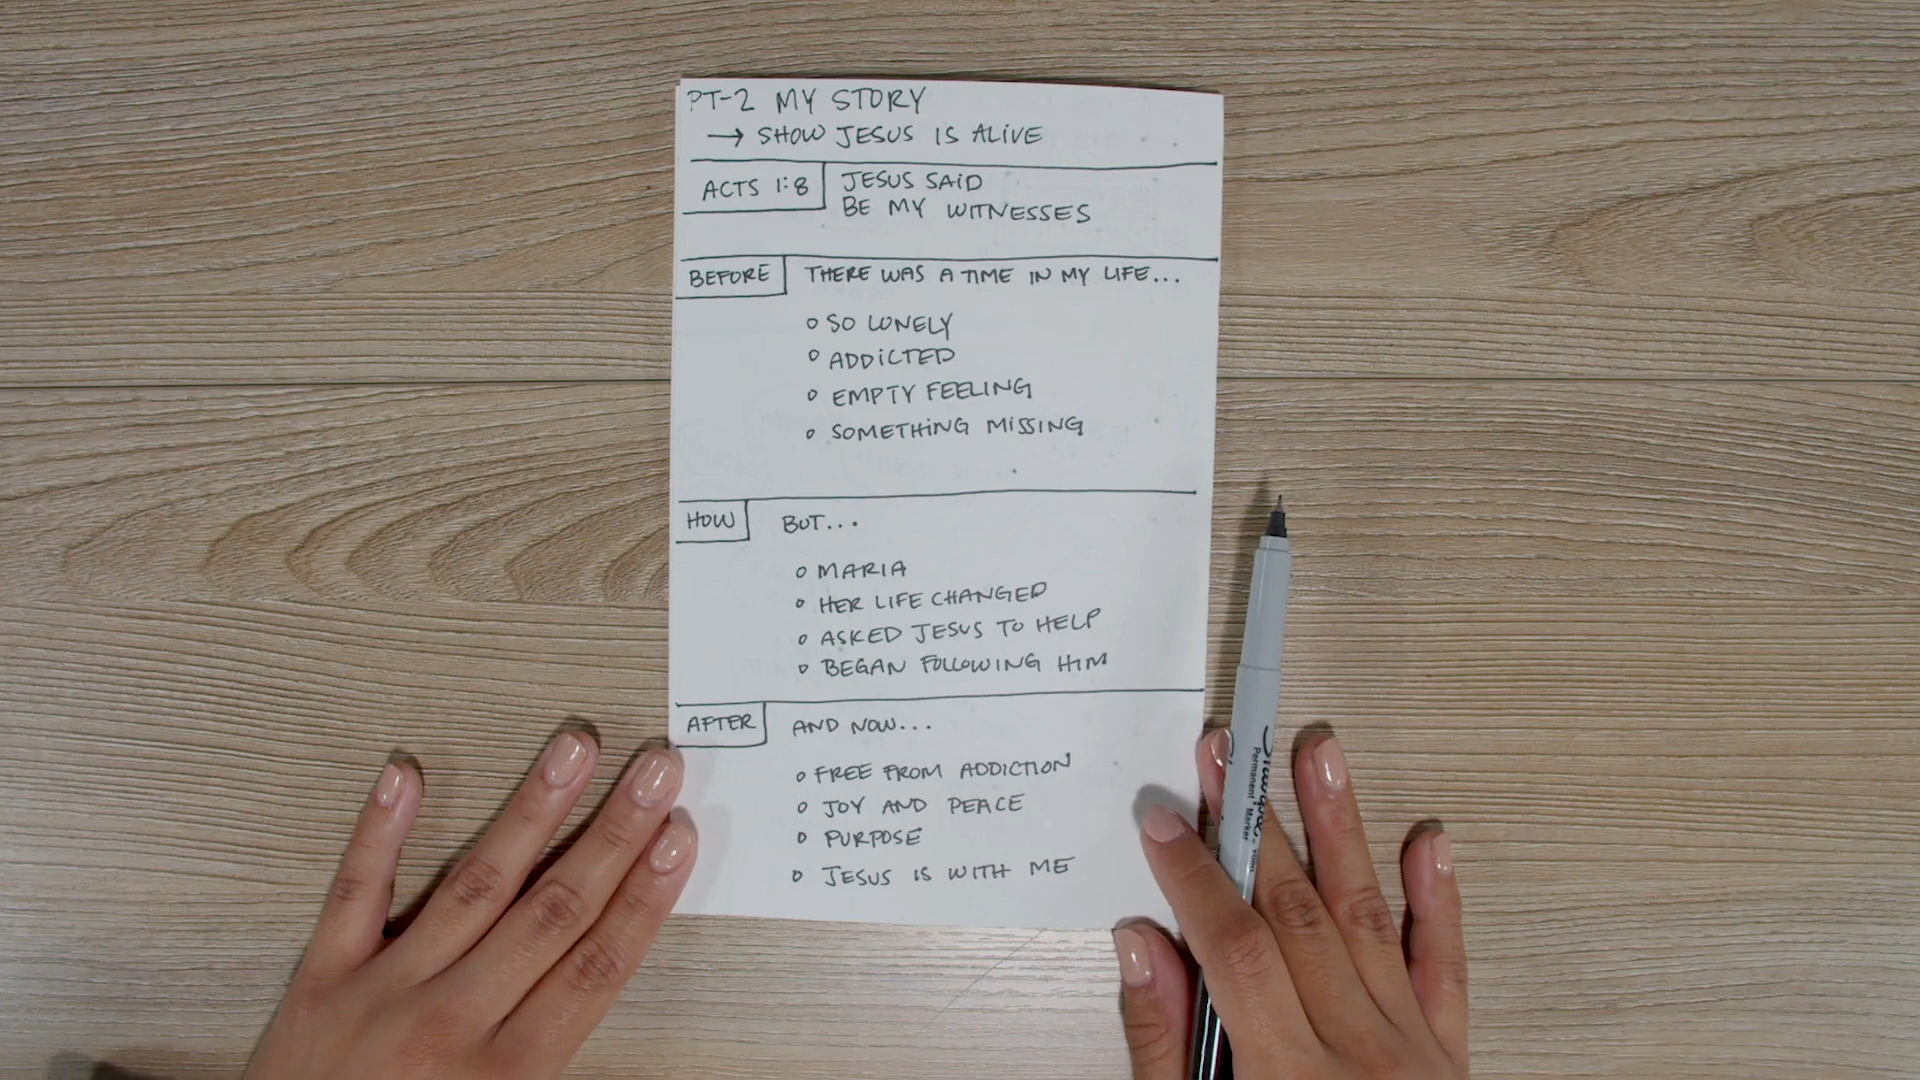 PT-2 MY STORY
→ SHOW JESUS IS ALIVE
ACTS 1:8
JESUS SAID
BE MY WITNESSES
BEFORE
THERE WAS A TIME IN MY LIFE...
SO LONELY
ADDICTED
EMPTY FEELING
SOMETHING MISSING
HOW
BUT...
MARIA
HER LIFE CHANGED
ASKED JESUS TO HELP
BEGAN FOLLOWING HIM
AFTER
AND NOW...
FREE FROM ADDICTION
JOY AND PEACE
PURPOSE
JESUS IS WITH ME
Sharpie
Permanent Marker